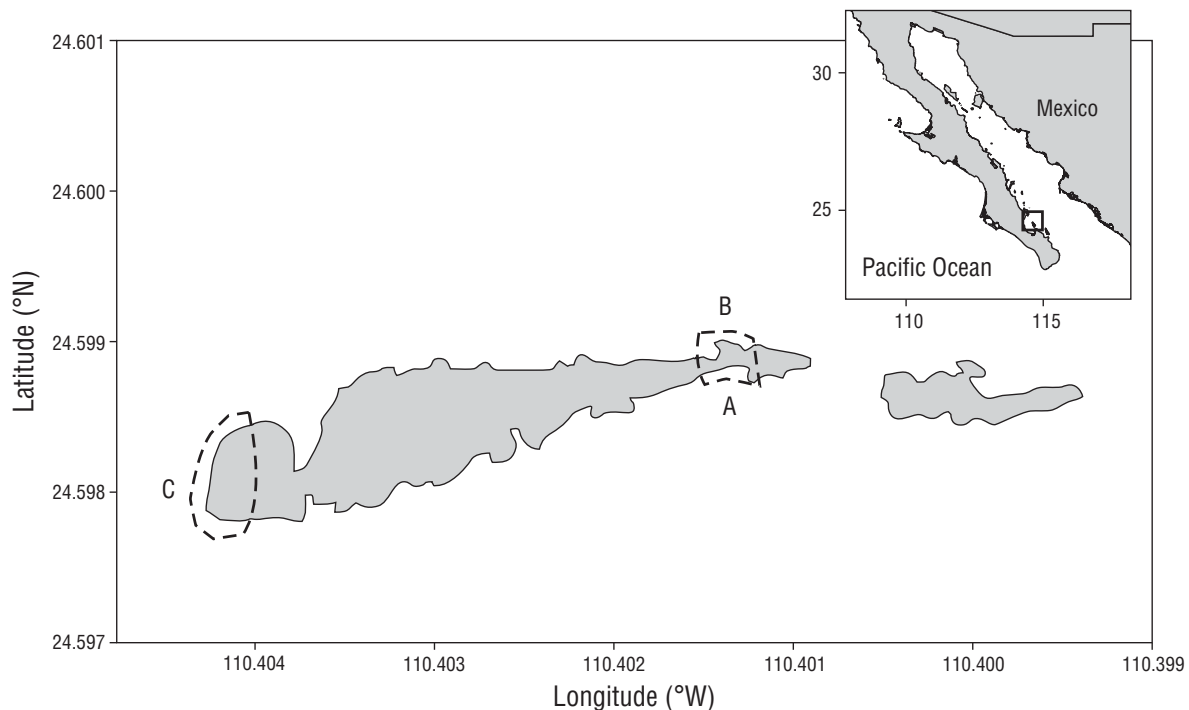 24.601
24.600
24.599
24.598
24.597
Latitude (°N)
110.404
110.403
110.402
110.401
110.400
110.399
Longitude (°W)
A
B
C
30
25
110
115
Mexico
Pacific Ocean